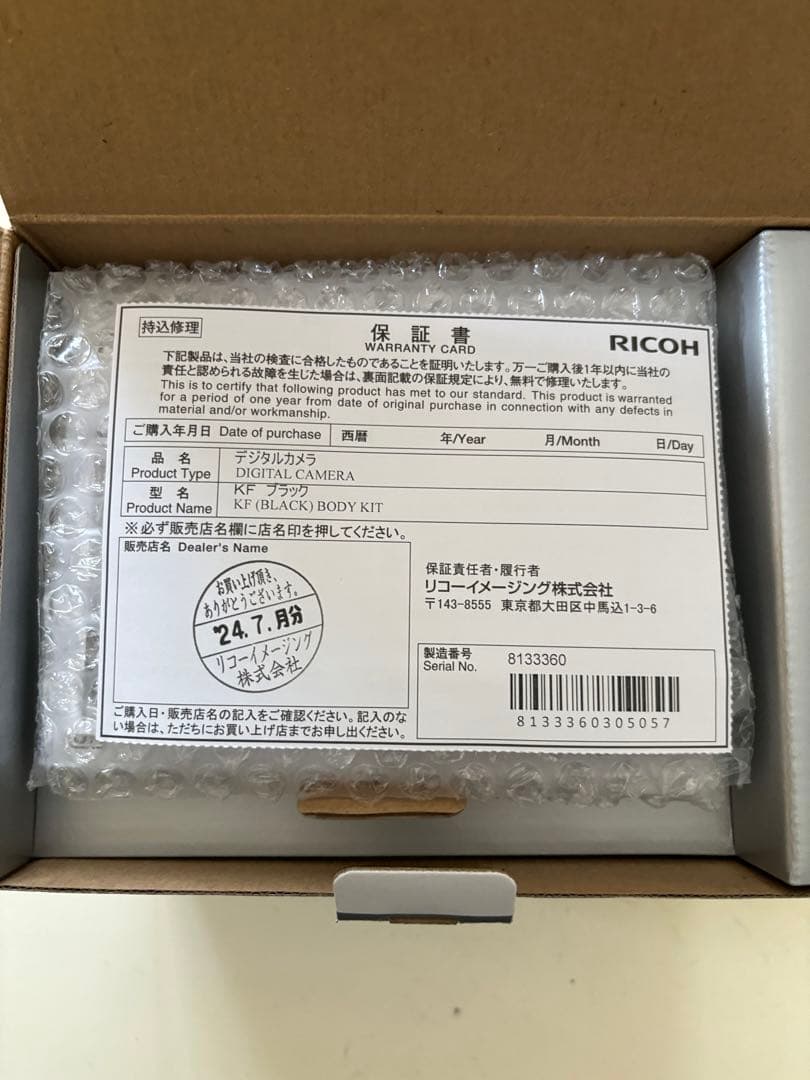 持込修理
保証書
WARRANTY CARD
RICOH
下記製品は、当社の検査に合格したものであることを証明いたします。万一ご購入後1年以内に当社の
責任と認められる故障を生じた場合は、裏面記載の保証規定により、無料で修理いたします。
This is to certify that following product has met to our standard. This product is warranted
for a period of one year from date of original purchase in connection with any defects in
material and/or workmanship.
ご購入年月日 Date of purchase 西暦 年/Year 月/Month 日/Day
品名 デジタルカメラ
Product Type DIGITAL CAMERA
型名 KF ブラック
Product Name KF (BLACK) BODY KIT
※必ず販売店名欄に店名印を押してください。
販売店名 Dealer's Name
お買い上げ頂き、
ありがとうございます。
'24.7.月分
リコーイメージング
株式会社
ご購入日・販売店名の記入をご確認ください。記入のな
い場合は、ただちにお買い上げ店までお申し出ください。
保証責任者・履行者
リコーイメージング株式会社
〒143-8555 東京都大田区中馬込1-3-6
製造番号
Serial No. 8133360
8133360305057